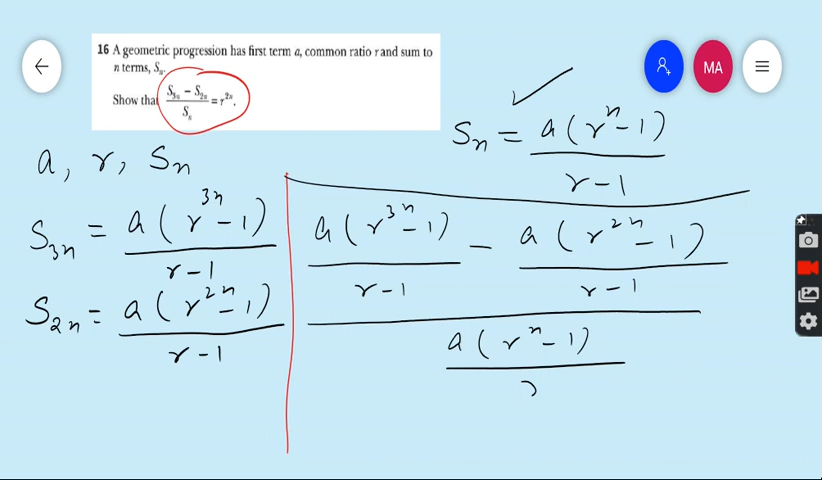 16 A geometric progression has first term a, common ratio r and sum to
n terms, Sₙ.
Show that (S₃ₙ − S₂ₙ)/Sₙ = r²ⁿ.
MA
a, r, Sₙ
Sₙ = a(rⁿ−1)/(r−1)
S₃ₙ = a(r³ⁿ−1)/(r−1)
S₂ₙ = a(r²ⁿ−1)/(r−1)
a(r³ⁿ−1)/(r−1) − a(r²ⁿ−1)/(r−1)
a(rⁿ−1)